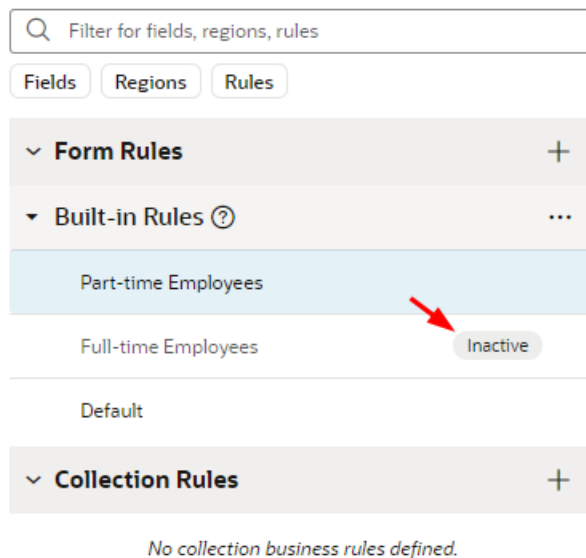 Filter for fields, regions, rules
Fields Regions Rules
Form Rules
Built-in Rules
Part-time Employees
Full-time Employees Inactive
Default
Collection Rules
No collection business rules defined.